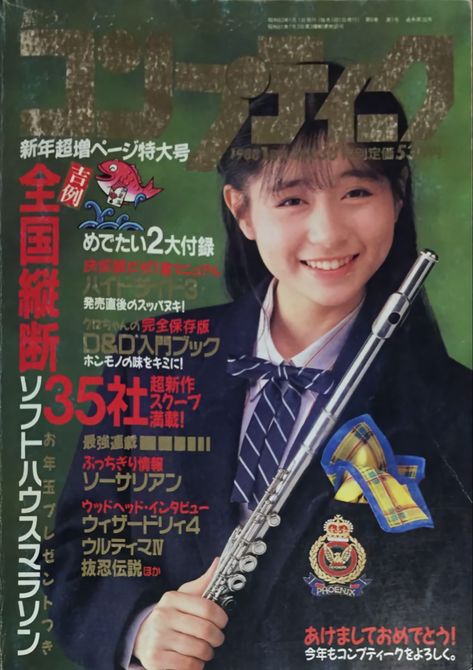 コンプティーク
新年超増ページ特大号
吉例
全国縦断
ソフトハウスマラソン
お年玉プレゼントつき
めでたい2大付録
ハイドライド3
発売直後のスッパヌキ!
完全保存版
D&D入門ブック
ホンモノの味をキミに!
35社
超新作
スクープ
満載!
最強連載
ぶっちぎり情報
ソーサリアン
ウッドヘッド・インタビュー
ウィザードリィ4
ウルティマⅣ
抜忍伝説ほか
PHOENIX
あけましておめでとう!
今年もコンプティークをよろしく。